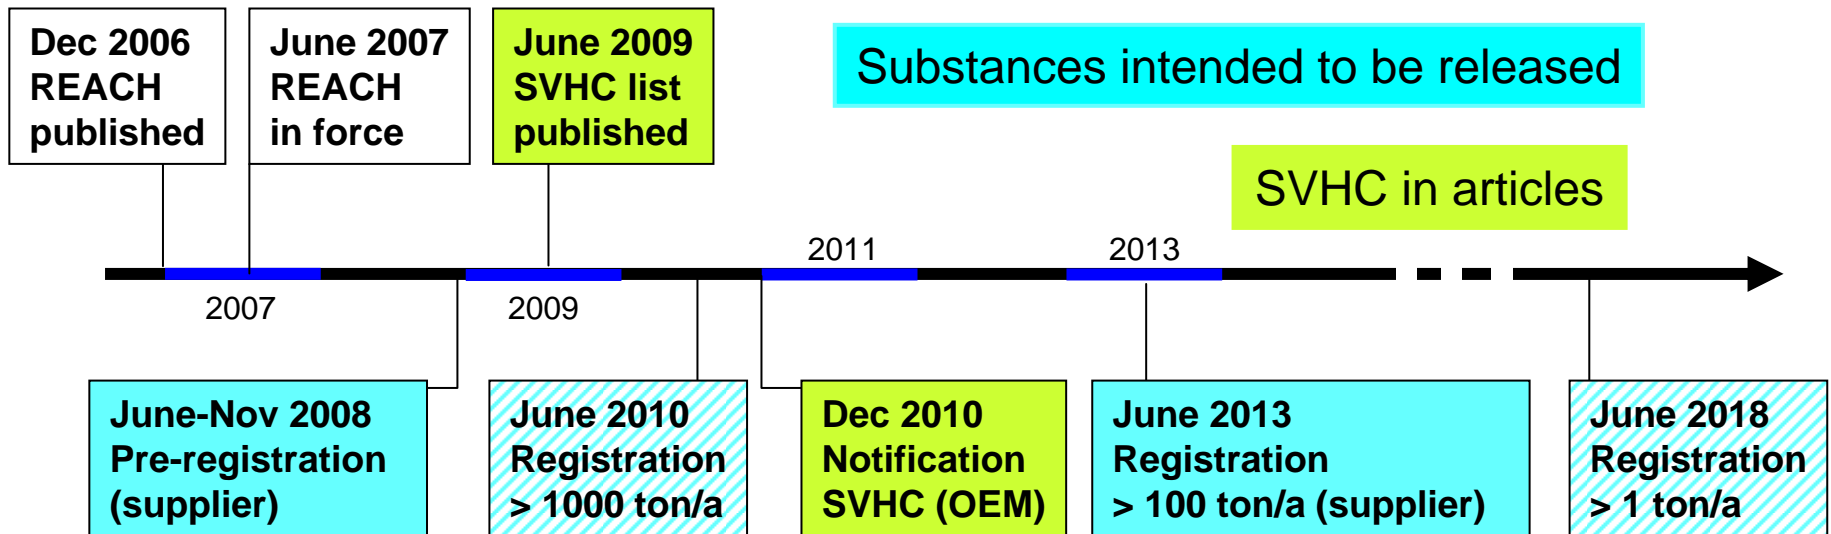 Dec 2006
REACH
published
June 2007
REACH
in force
June 2009
SVHC list
published
Substances intended to be released
SVHC in articles
2011
2013
2007
2009
June-Nov 2008
Pre-registration
(supplier)
June 2010
Registration
> 1000 ton/a
Dec 2010
Notification
SVHC (OEM)
June 2013
Registration
> 100 ton/a (supplier)
June 2018
Registration
> 1 ton/a